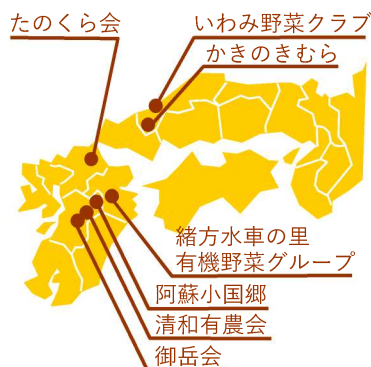 たのくら会
いわみ野菜クラブ
かきのきむら
緒方水車の里
有機野菜グループ
阿蘇小国郷
清和有農会
御岳会